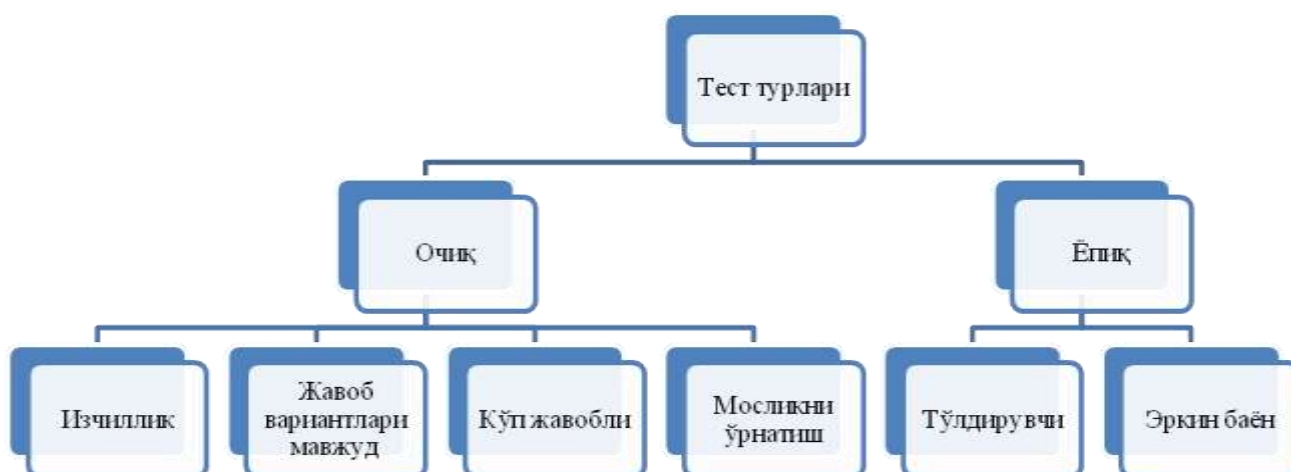 Тест турлари
Очиқ
Ёпиқ
Изчиллик
Жавоб
вариантлари
мавжуд
Кўп жавобли
Мосликни
ўрнатиш
Тўлдирувчи
Эркин баён